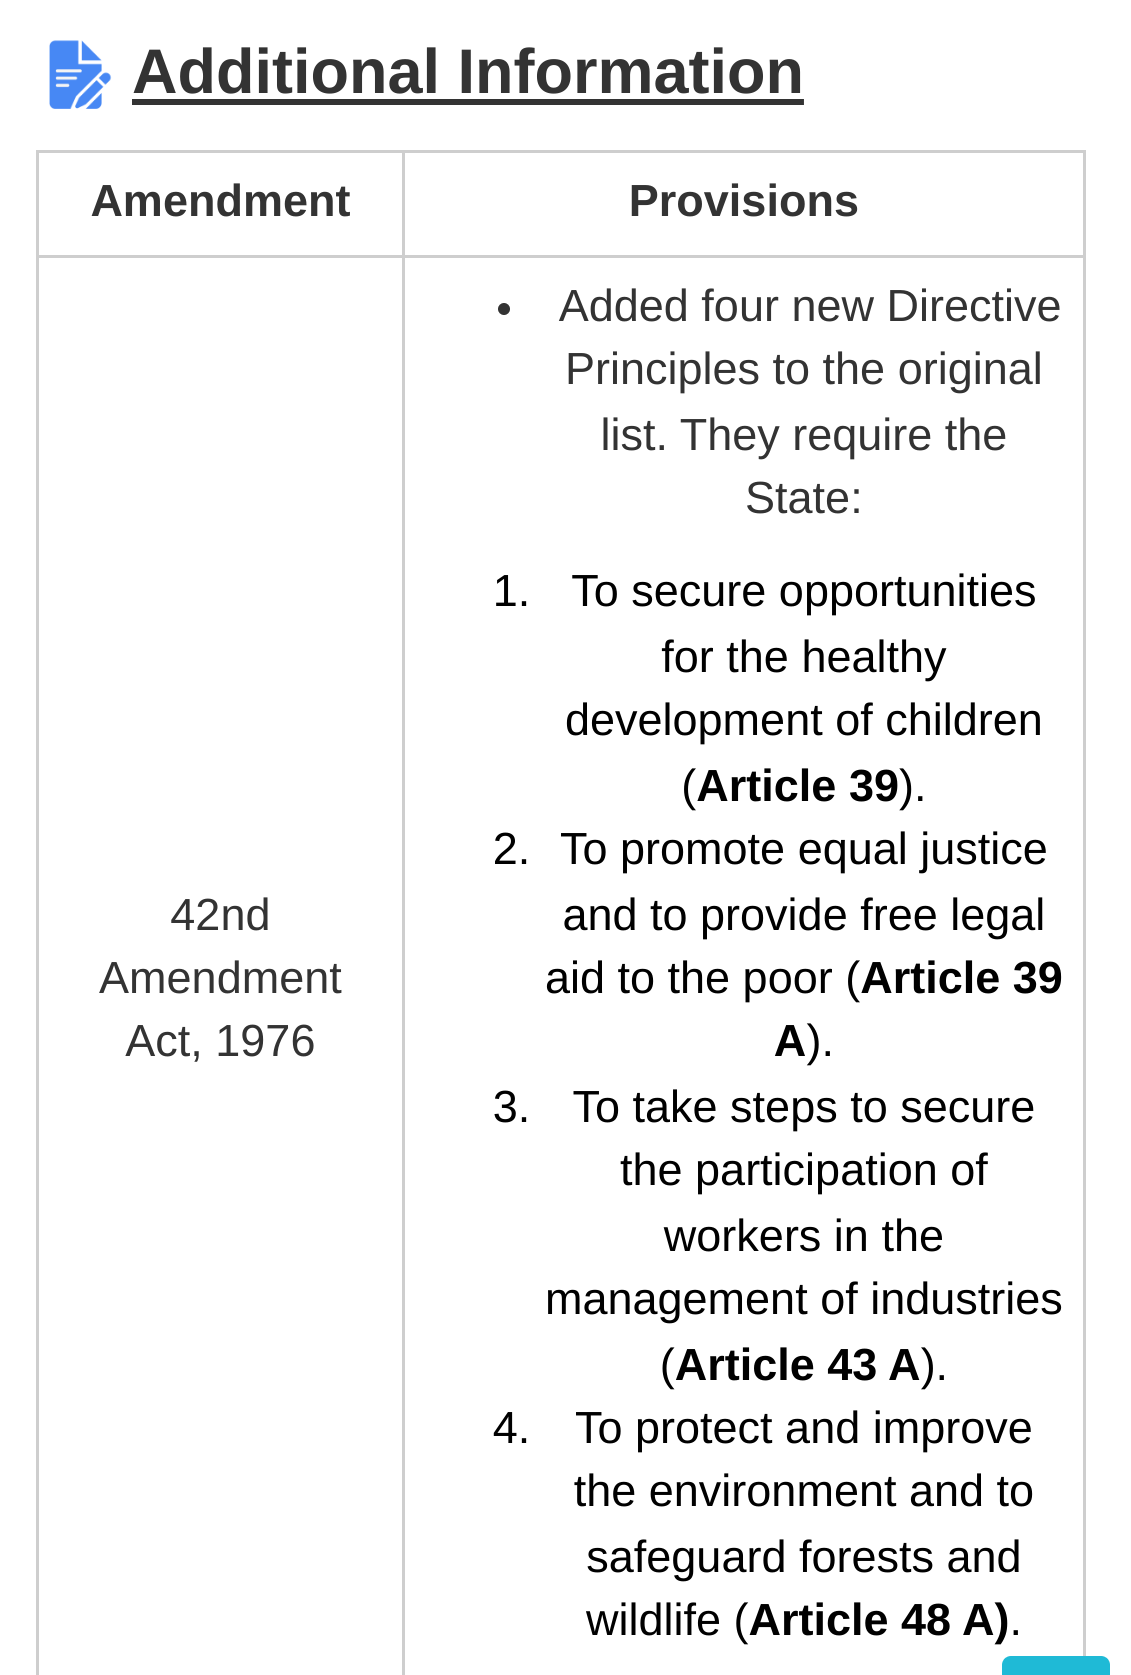 Additional Information
Amendment
Provisions
• Added four new Directive
Principles to the original
list. They require the
State:
1. To secure opportunities
for the healthy
development of children
(Article 39).
2. To promote equal justice
and to provide free legal
aid to the poor (Article 39
A).
3. To take steps to secure
the participation of
workers in the
management of industries
(Article 43 A).
4. To protect and improve
the environment and to
safeguard forests and
wildlife (Article 48 A).
42nd
Amendment
Act, 1976